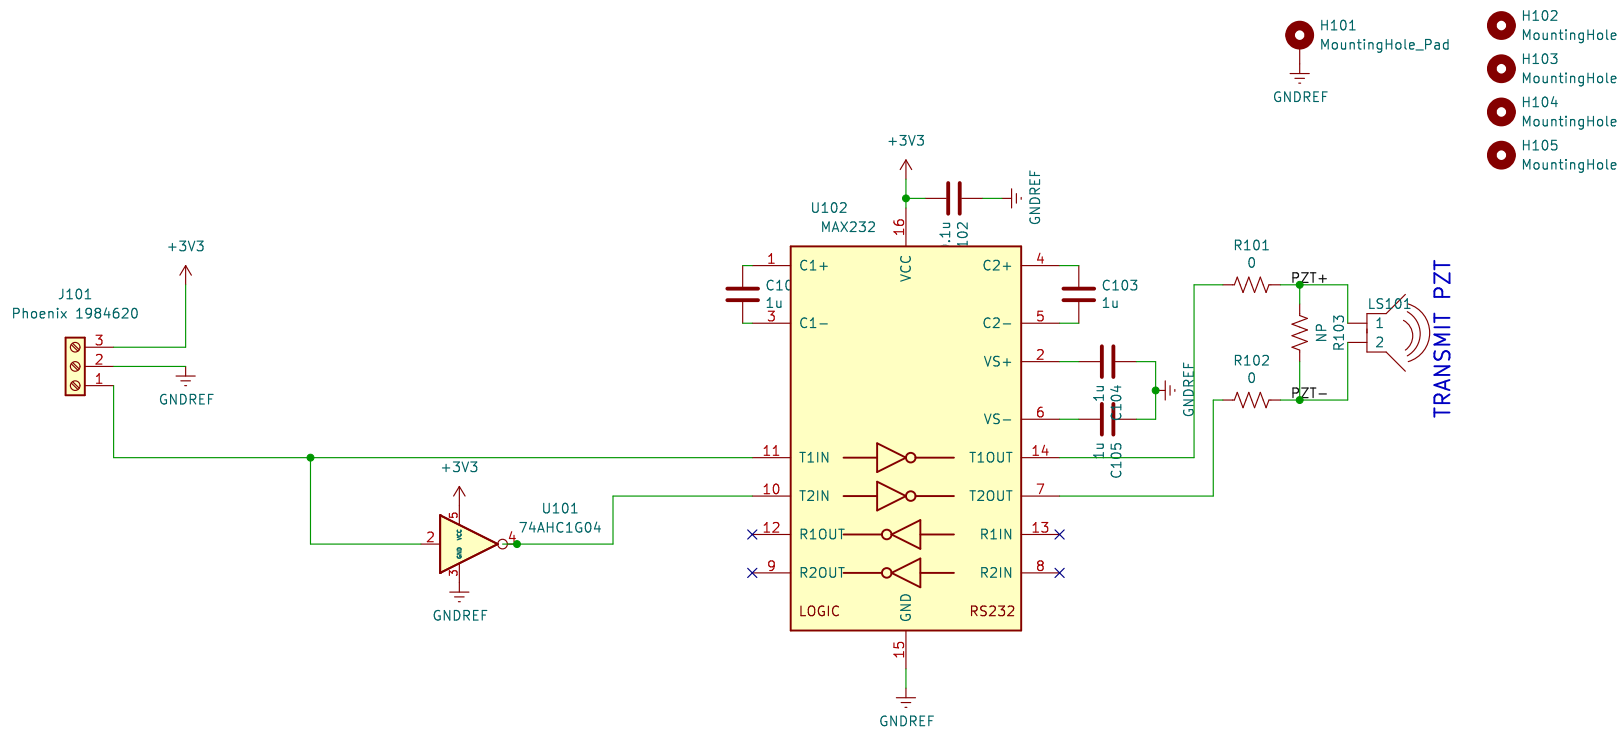 H101
MountingHole_Pad
GNDREF
H102
MountingHole
H103
MountingHole
H104
MountingHole
H105
MountingHole
+3V3
J101
Phoenix 1984620
3
2
1
GNDREF
+3V3
2
5
VCC
GND
3
4
U101
74AHC1G04
GNDREF
+3V3
GNDREF
.1u
102
U102
MAX232
16
VCC
1
C1+
C10
1u
3
C1-
4
C2+
C103
1u
5
C2-
2
VS+
1u
C104
GNDREF
6
VS-
1u
C105
11
T1IN
T1OUT
14
10
T2IN
T2OUT
7
12
R1OUT
R1IN
13
9
R2OUT
R2IN
8
LOGIC
GND
RS232
15
GNDREF
R101
0
PZT+
NP
R103
R102
0
PZT-
LS101
1
2
TRANSMIT PZT